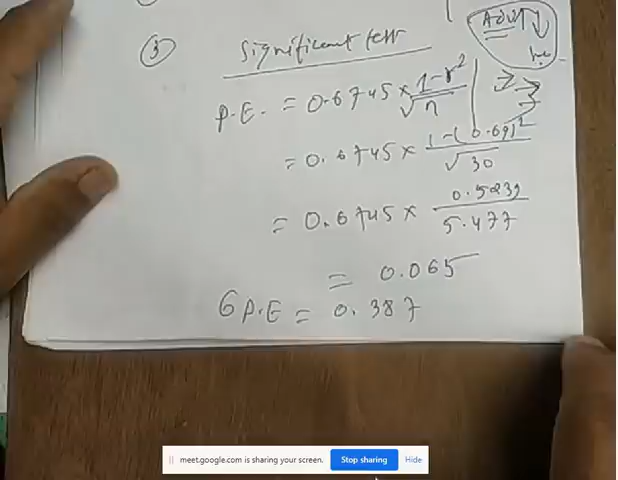 3
Significant test
P.E. = 0.6745 × 1-r² / √n
= 0.6745 × 1-(0.69)² / √30
= 0.6745 × 0.5239 / 5.477
= 0.065
6 P.E = 0.387
meet.google.com is sharing your screen. Stop sharing Hide